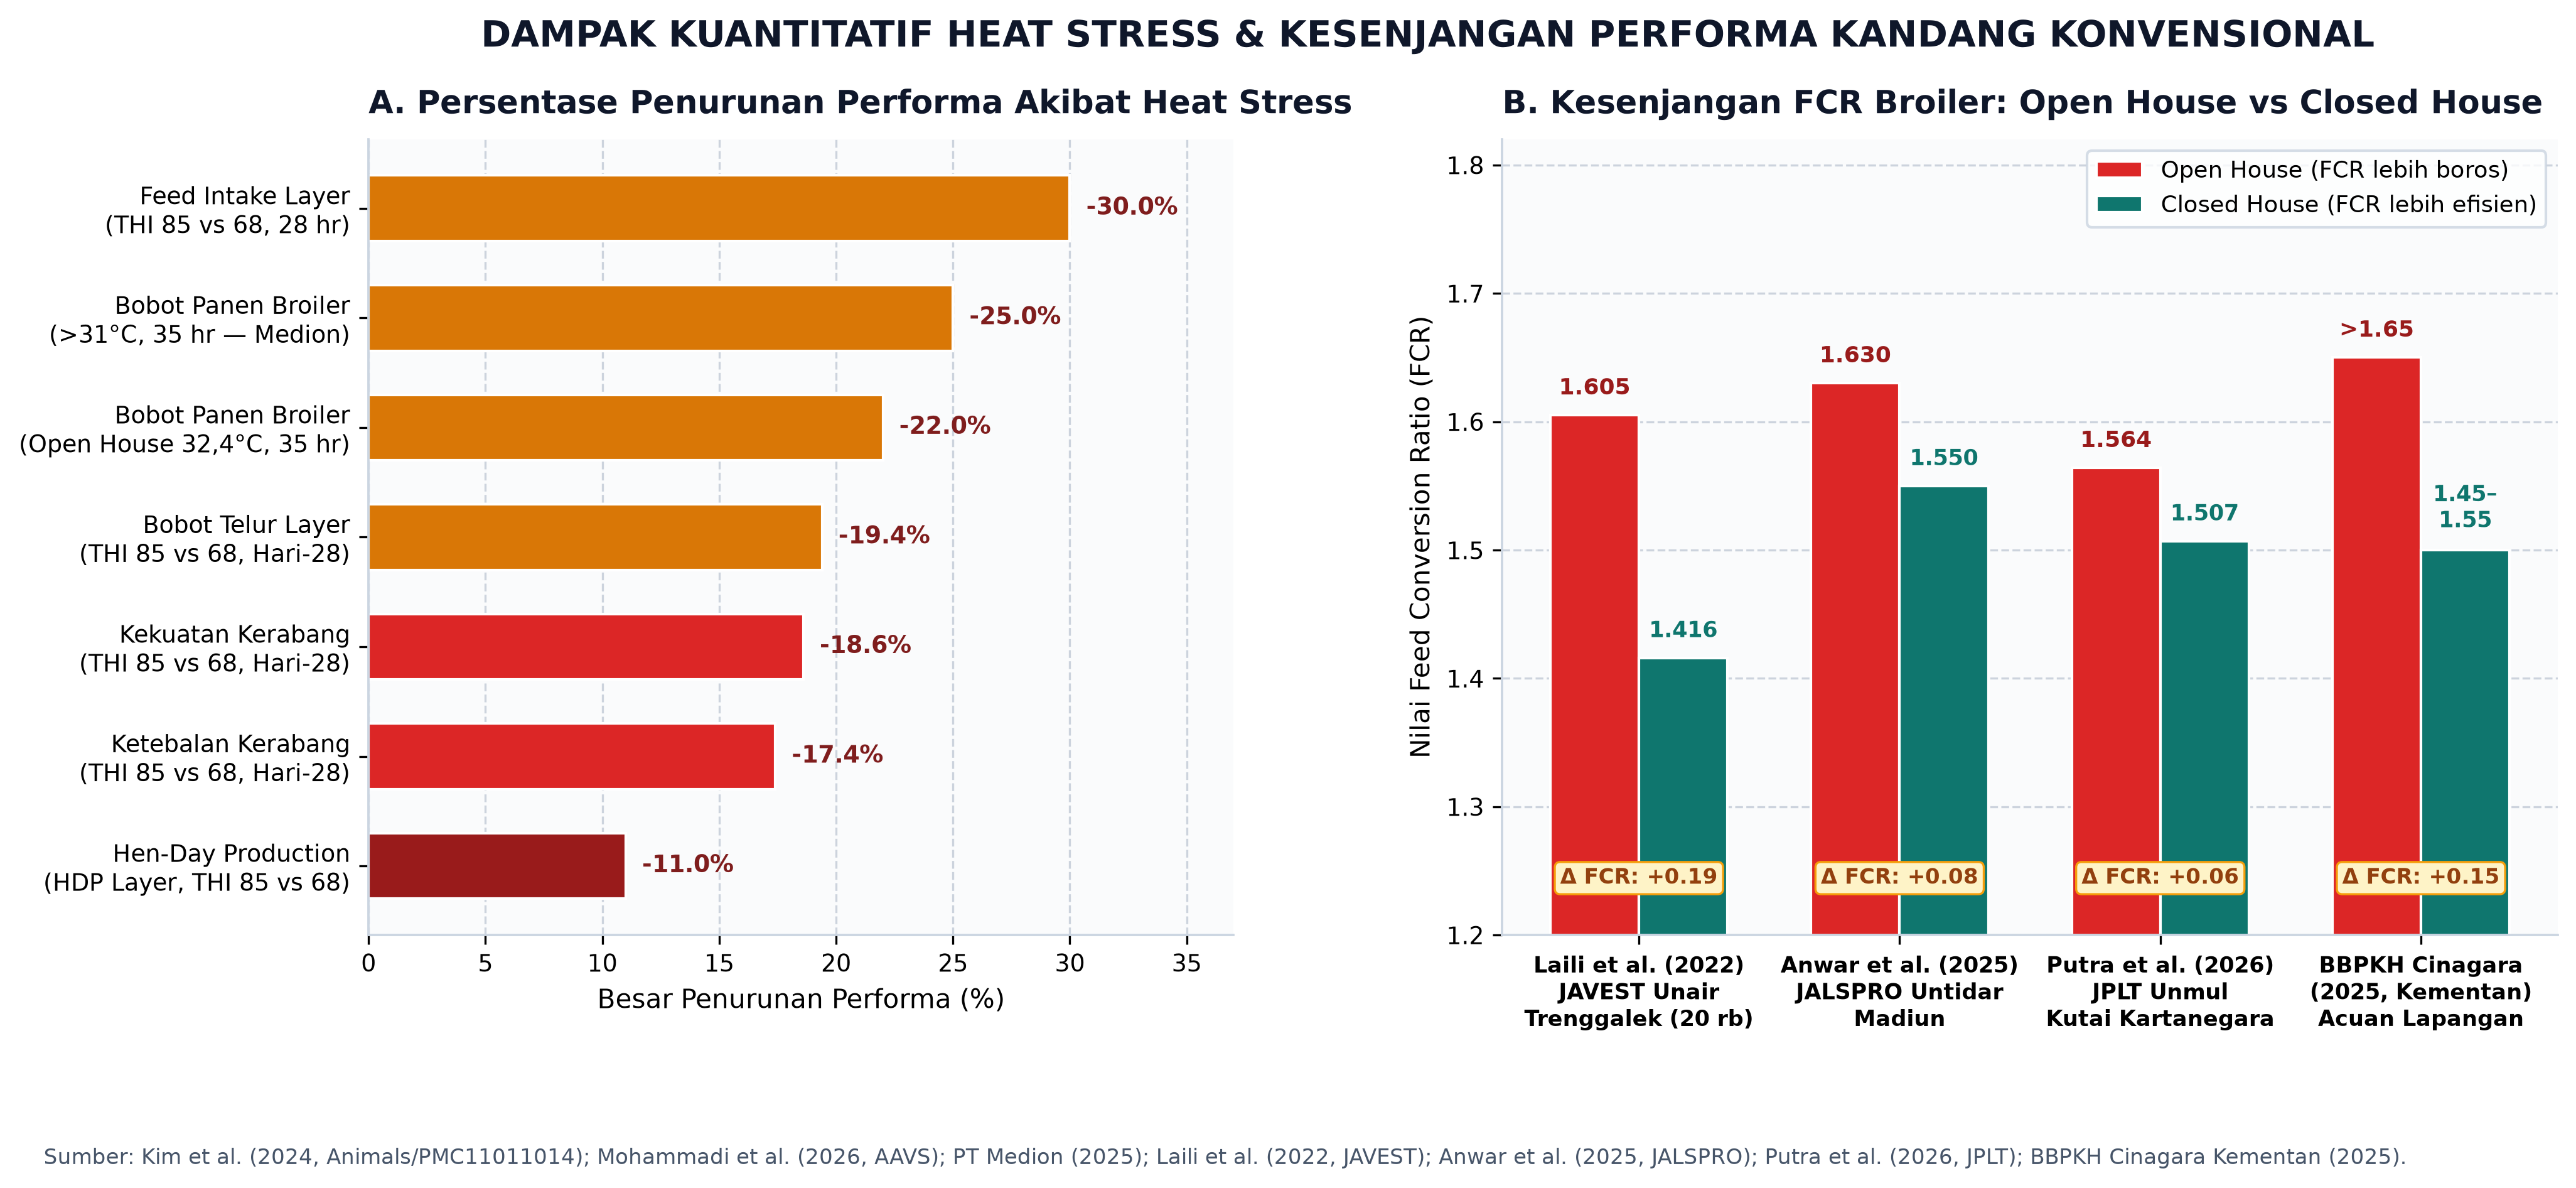 DAMPAK KUANTITATIF HEAT STRESS & KESENJANGAN PERFORMA KANDANG KONVENSIONAL
A. Persentase Penurunan Performa Akibat Heat Stress
Feed Intake Layer
(THI 85 vs 68, 28 hr)
-30.0%
Bobot Panen Broiler
(>31°C, 35 hr — Medion)
-25.0%
Bobot Panen Broiler
(Open House 32,4°C, 35 hr)
-22.0%
Bobot Telur Layer
(THI 85 vs 68, Hari-28)
-19.4%
Kekuatan Kerabang
(THI 85 vs 68, Hari-28)
-18.6%
Ketebalan Kerabang
(THI 85 vs 68, Hari-28)
-17.4%
Hen-Day Production
(HDP Layer, THI 85 vs 68)
-11.0%
0 5 10 15 20 25 30 35
Besar Penurunan Performa (%)
B. Kesenjangan FCR Broiler: Open House vs Closed House
Open House (FCR lebih boros)
Closed House (FCR lebih efisien)
Nilai Feed Conversion Ratio (FCR)
1.8
1.7
1.6
1.5
1.4
1.3
1.2
1.605
1.416
Δ FCR: +0.19
1.630
1.550
Δ FCR: +0.08
1.564
1.507
Δ FCR: +0.06
>1.65
1.45–
1.55
Δ FCR: +0.15
Laili et al. (2022)
JAVEST Unair
Trenggalek (20 rb)
Anwar et al. (2025)
JALSPRO Untidar
Madiun
Putra et al. (2026)
JPLT Unmul
Kutai Kartanegara
BBPKH Cinagara
(2025, Kementan)
Acuan Lapangan
Sumber: Kim et al. (2024, Animals/PMC11011014); Mohammadi et al. (2026, AAVS); PT Medion (2025); Laili et al. (2022, JAVEST); Anwar et al. (2025, JALSPRO); Putra et al. (2026, JPLT); BBPKH Cinagara Kementan (2025).